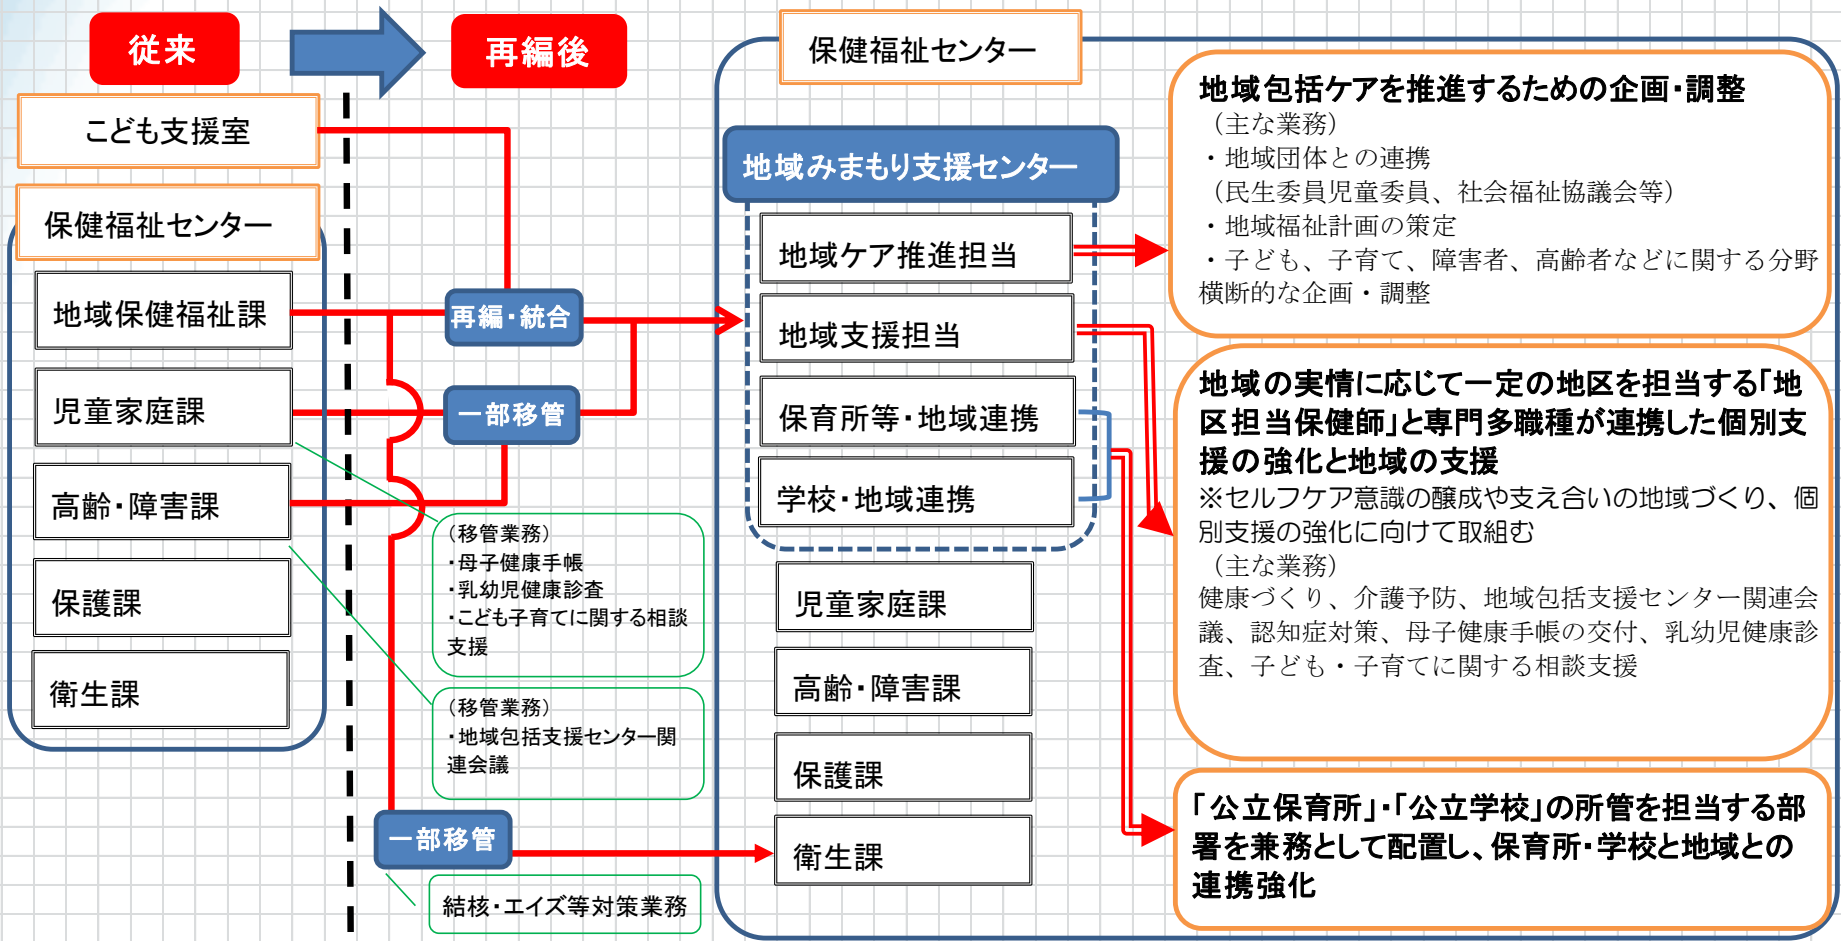 従来
再編後
こども支援室
保健福祉センター
地域保健福祉課
児童家庭課
高齢・障害課
保護課
衛生課
再編・統合
一部移管
(移管業務)
・母子健康手帳
・乳幼児健康診査
・こども子育てに関する相談
支援
(移管業務)
・地域包括支援センター関
連会議
一部移管
結核・エイズ等対策業務
保健福祉センター
地域みまもり支援センター
地域ケア推進担当
地域支援担当
保育所等・地域連携
学校・地域連携
児童家庭課
高齢・障害課
保護課
衛生課
地域包括ケアを推進するための企画・調整
（主な業務）
・地域団体との連携
（民生委員児童委員、社会福祉協議会等）
・地域福祉計画の策定
・子ども、子育て、障害者、高齢者などに関する分野
横断的な企画・調整
地域の実情に応じて一定の地区を担当する「地
区担当保健師」と専門多職種が連携した個別支
援の強化と地域の支援
※セルフケア意識の醸成や支え合いの地域づくり、個
別支援の強化に向けて取組む
（主な業務）
健康づくり、介護予防、地域包括支援センター関連会
議、認知症対策、母子健康手帳の交付、乳幼児健康診
査、子ども・子育てに関する相談支援
「公立保育所」・「公立学校」の所管を担当する部
署を兼務として配置し、保育所・学校と地域との
連携強化